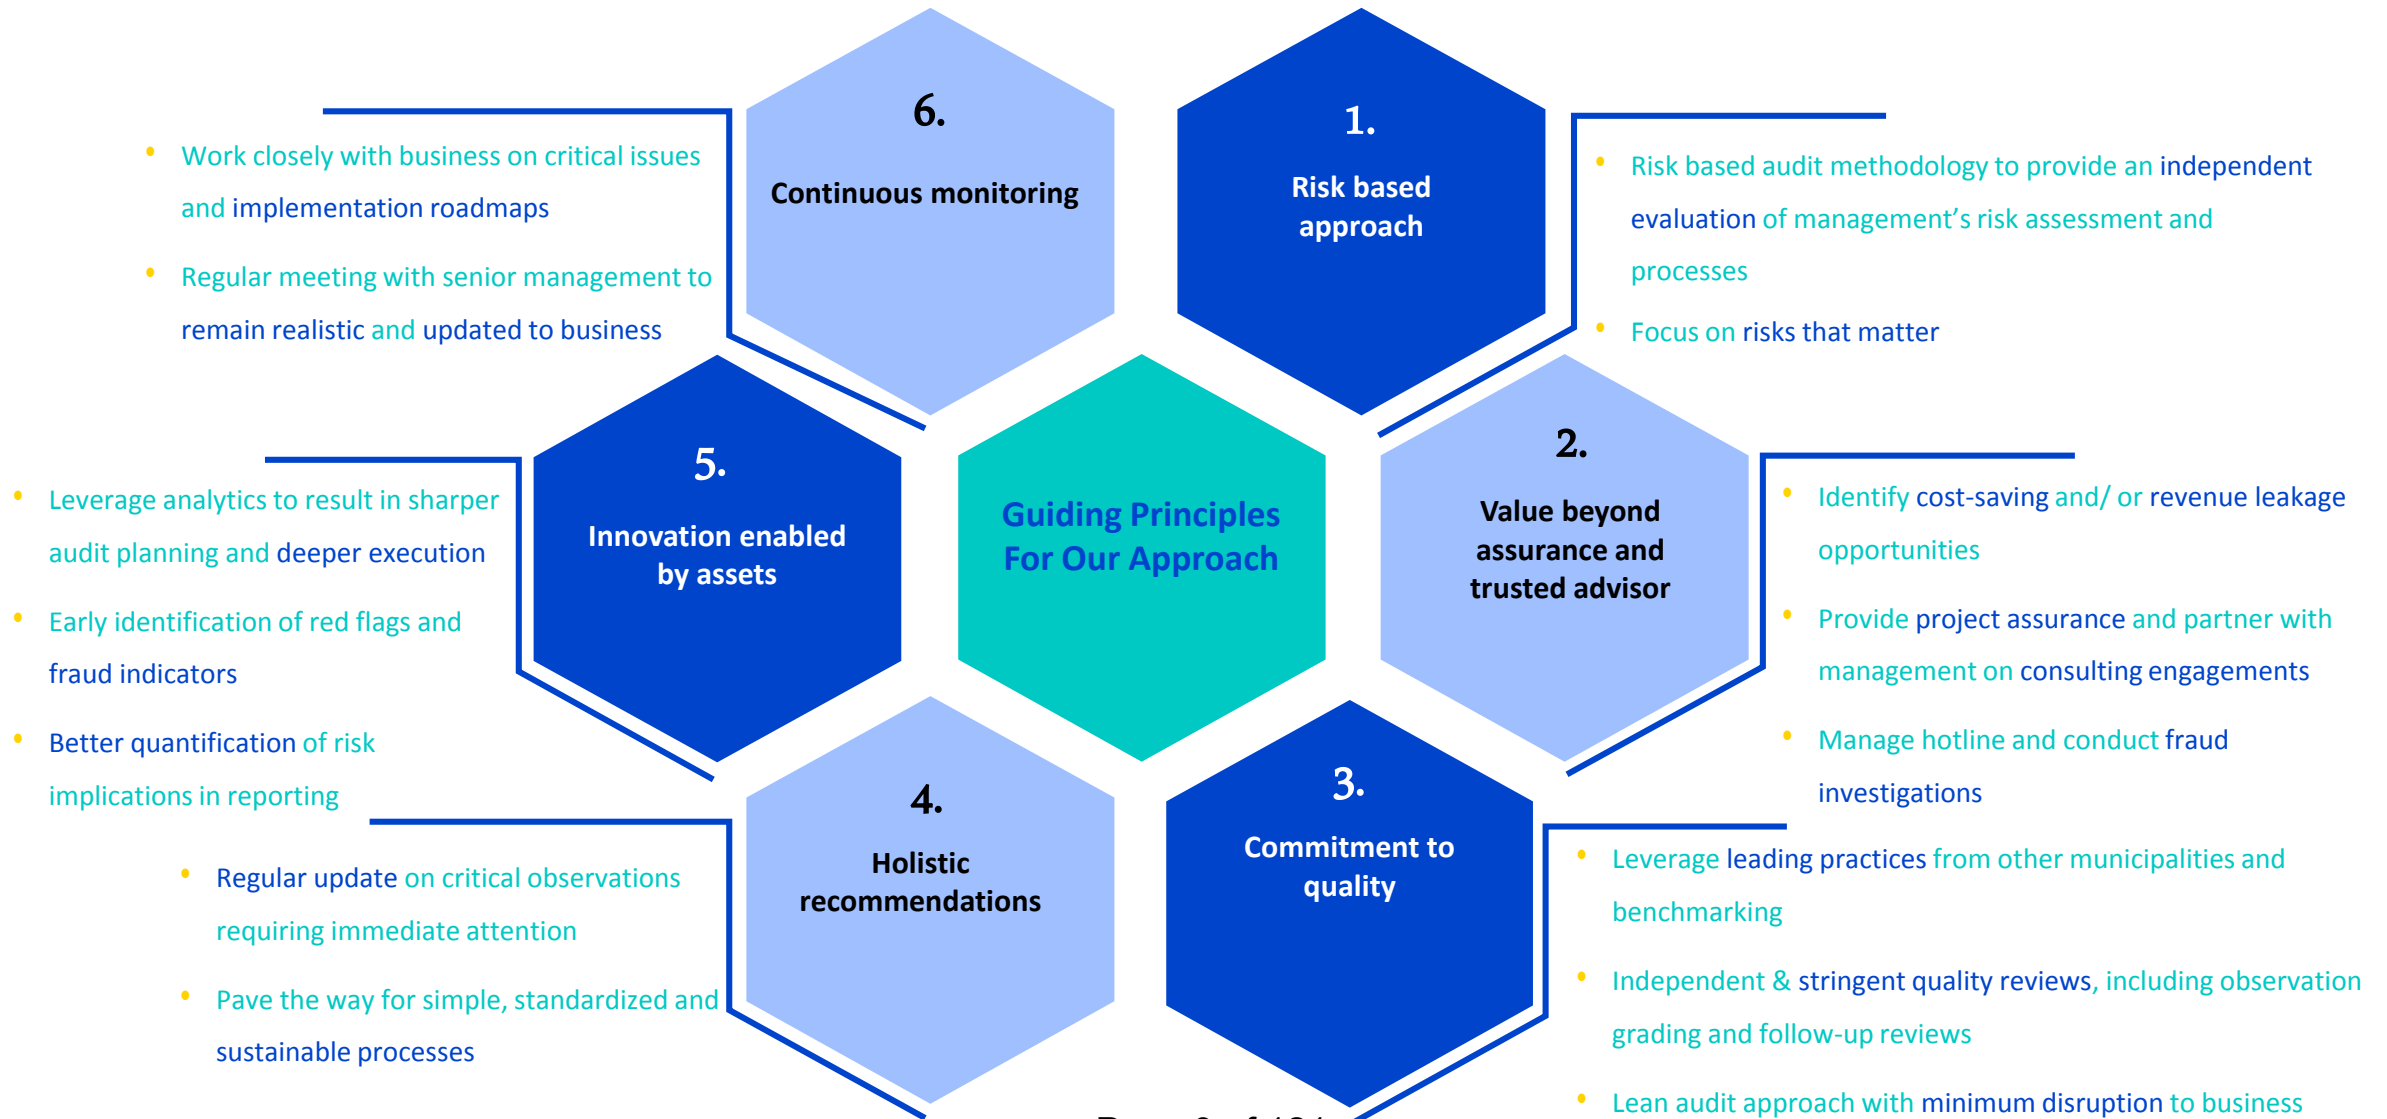 6.
Continuous monitoring
• Work closely with business on critical issues
and implementation roadmaps
• Regular meeting with senior management to
remain realistic and updated to business
1.
Risk based
approach
• Risk based audit methodology to provide an independent
evaluation of management’s risk assessment and
processes
• Focus on risks that matter
5.
Innovation enabled
by assets
• Leverage analytics to result in sharper
audit planning and deeper execution
• Early identification of red flags and
fraud indicators
• Better quantification of risk
implications in reporting
Guiding Principles
For Our Approach
2.
Value beyond
assurance and
trusted advisor
• Identify cost-saving and/ or revenue leakage
opportunities
• Provide project assurance and partner with
management on consulting engagements
• Manage hotline and conduct fraud
investigations
4.
Holistic
recommendations
• Regular update on critical observations
requiring immediate attention
• Pave the way for simple, standardized and
sustainable processes
3.
Commitment to
quality
• Leverage leading practices from other municipalities and
benchmarking
• Independent & stringent quality reviews, including observation
grading and follow-up reviews
• Lean audit approach with minimum disruption to business